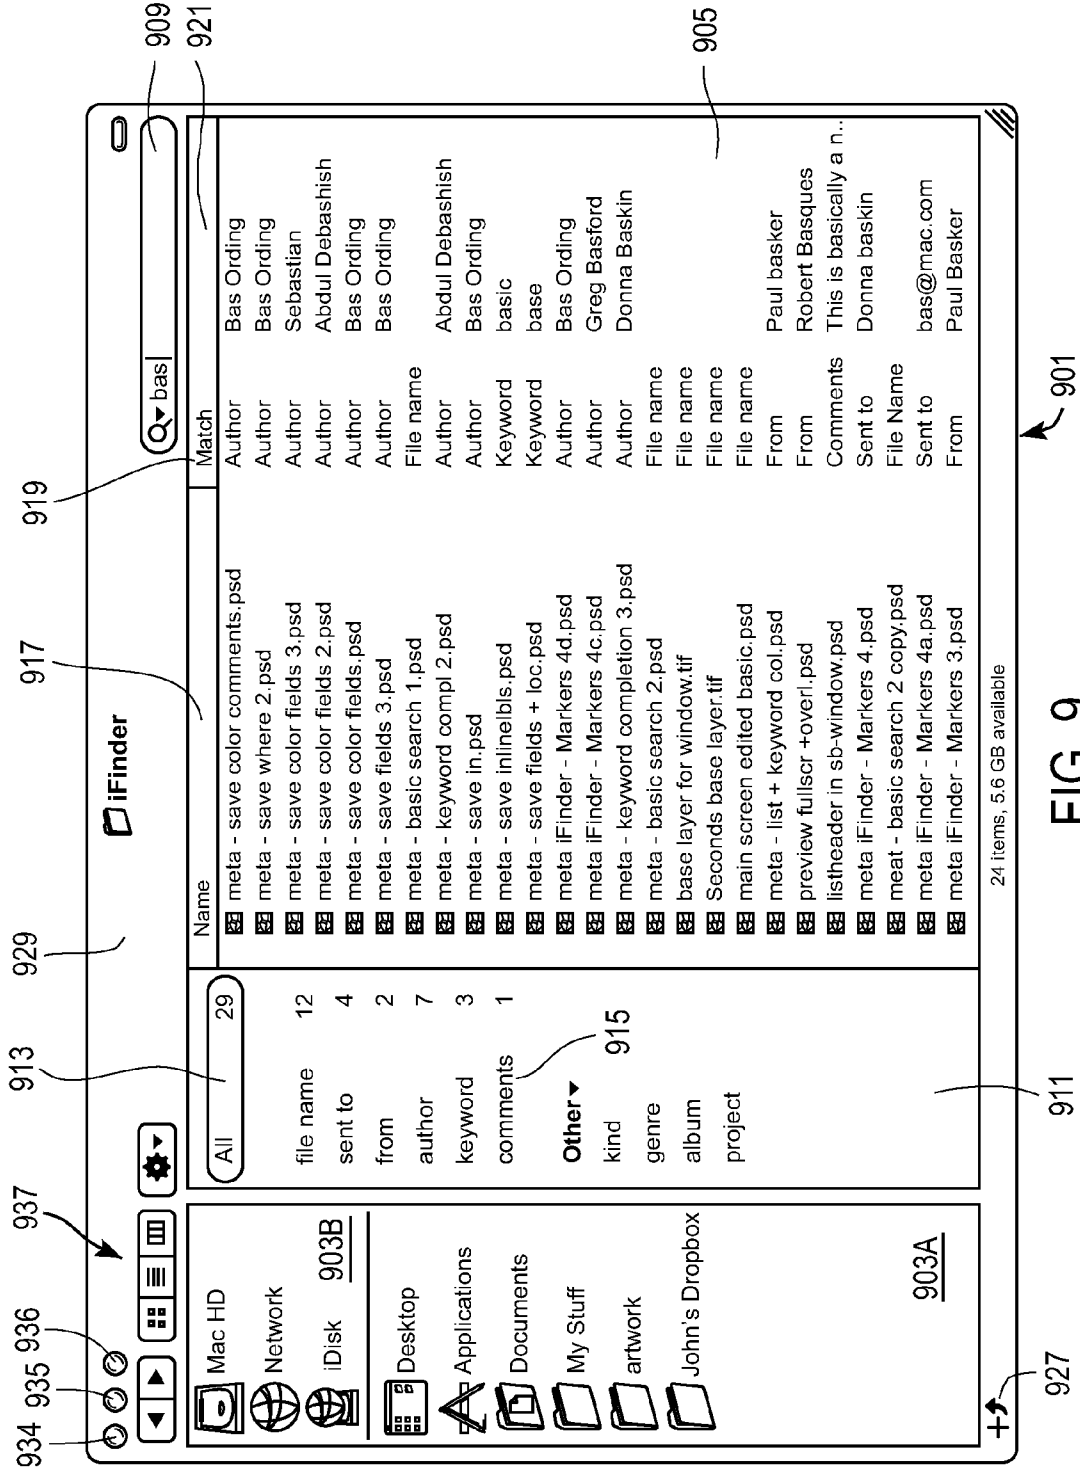 934
935
936
937
913
929
917
919
909
921
905
iFinder
bas
Mac HD
Network
iDisk
903B
Desktop
Applications
Documents
My Stuff
artwork
John's Dropbox
903A
All 29
file name 12
sent to 4
from 2
author 7
keyword 3
comments 1
915
Other
kind
genre
album
project
Name Match
meta - save color comments.psd Author Bas Ording
meta - save where 2.psd Author Bas Ording
meta - save color fields 3.psd Author Sebastian
meta - save color fields 2.psd Author Abdul Debashish
meta - save color fields.psd Author Bas Ording
meta - save fields 3.psd Author Bas Ording
meta - basic search 1.psd File name
meta - keyword compl 2.psd Author Abdul Debashish
meta - save in.psd Author Bas Ording
meta - save inlinelbls.psd Keyword basic
meta - save fields + loc.psd Keyword base
meta iFinder - Markers 4d.psd Author Bas Ording
meta iFinder - Markers 4c.psd Author Greg Basford
meta - keyword completion 3.psd Author Donna Baskin
meta - basic search 2.psd File name
base layer for window.tif File name
Seconds base layer.tif File name
main screen edited basic.psd File name
meta - list + keyword col.psd From Paul basker
preview fullscr +overl.psd From Robert Basques
listheader in sb-window.psd Comments This is basically a n..
meta iFinder - Markers 4.psd Sent to Donna baskin
meat - basic search 2 copy.psd File Name
meta iFinder - Markers 4a.psd Sent to bas@mac.com
meta iFinder - Markers 3.psd From Paul Basker
24 items, 5.6 GB available
927
911
901
FIG 9